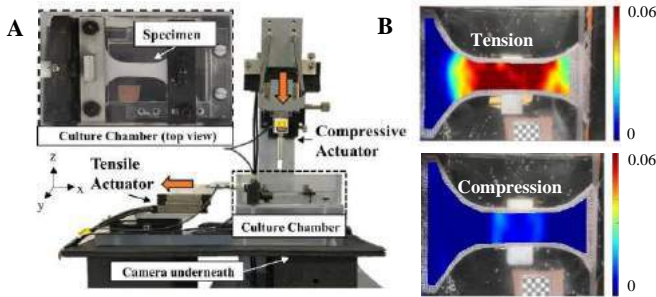 A
Specimen
Culture Chamber (top view)
Compressive
Actuator
Tensile
Actuator
z
y
x
Culture Chamber
Camera underneath
B
Tension
0.06
0
Compression
0.06
0